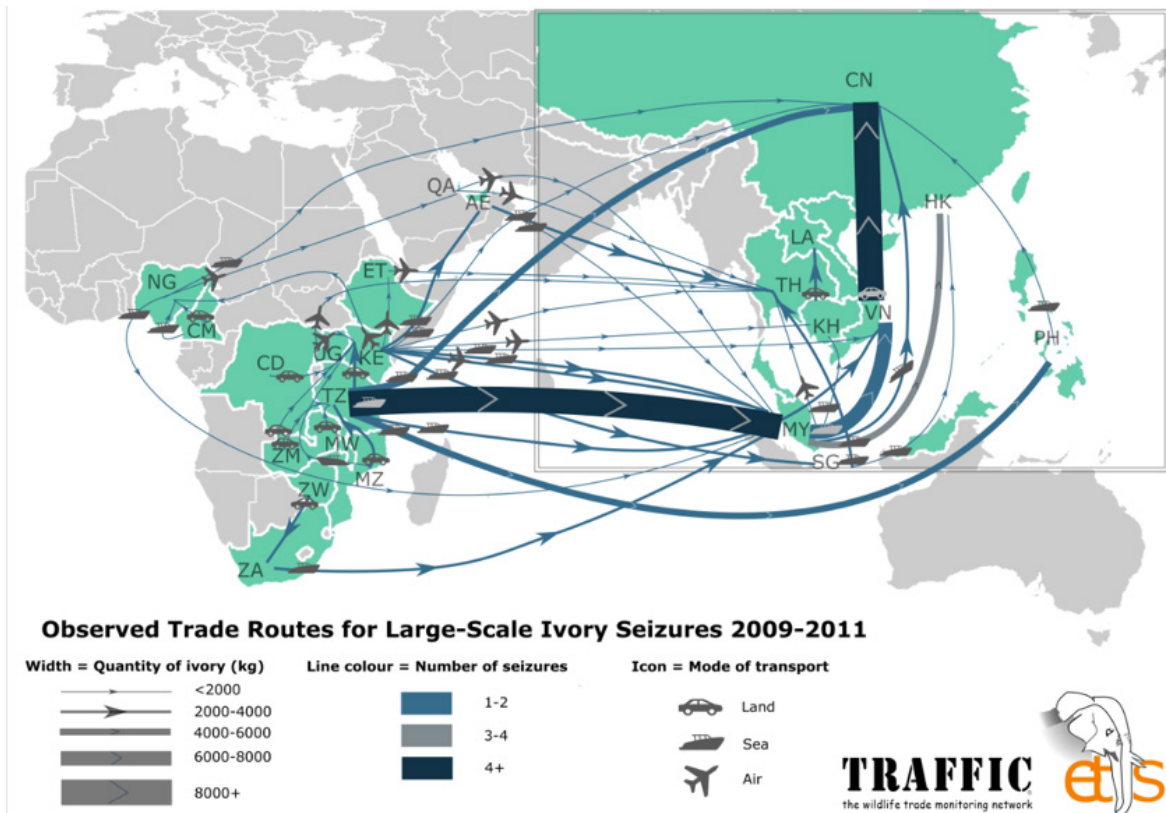 CN
QA
AE
HK
LA
NG
ET
TH
CM
VN
KH
UG
KE
PH
CD
TZ
MY
MW
ZM
SG
MZ
ZW
ZA
Observed Trade Routes for Large-Scale Ivory Seizures 2009-2011
Width = Quantity of ivory (kg)
<2000
2000-4000
4000-6000
6000-8000
8000+
Line colour = Number of seizures
1-2
3-4
4+
Icon = Mode of transport
Land
Sea
Air
TRAFFIC
the wildlife trade monitoring network
etis